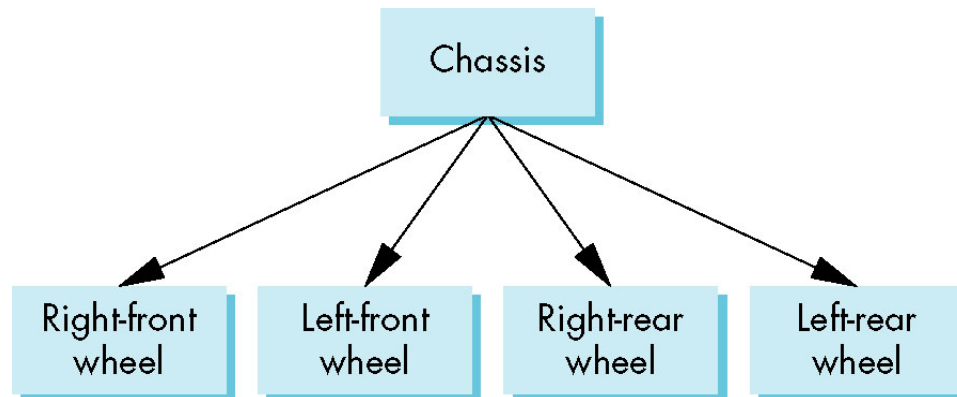 Chassis
Right-front
wheel
Left-front
wheel
Right-rear
wheel
Left-rear
wheel